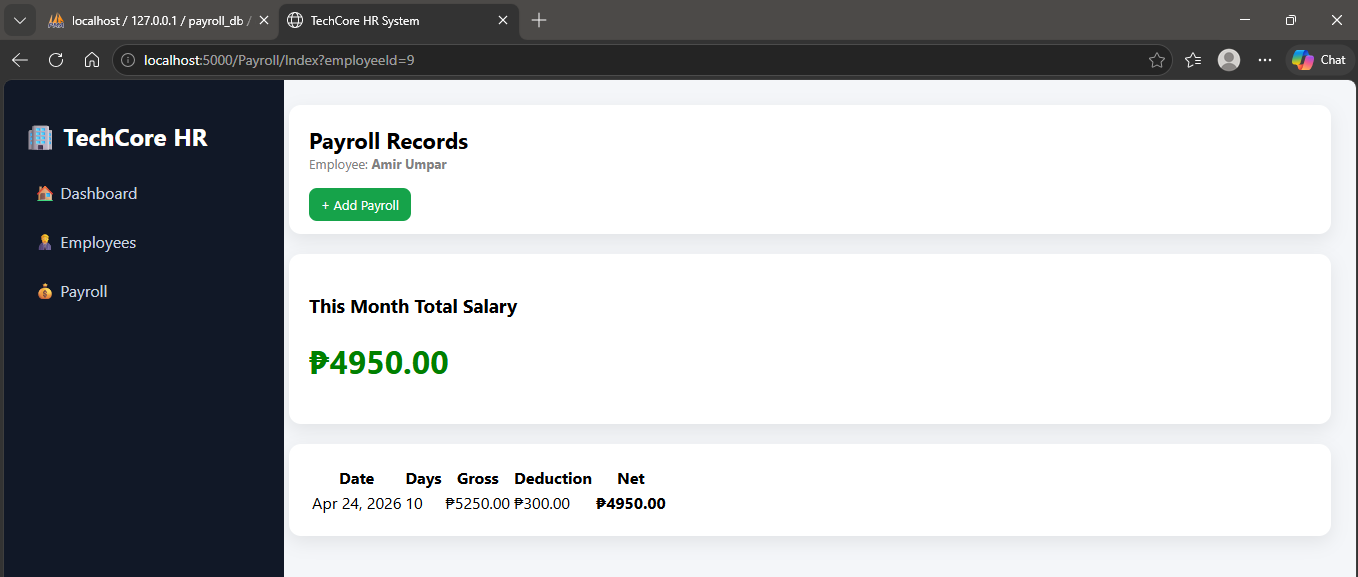 localhost / 127.0.0.1 / payroll_db /
TechCore HR System
localhost:5000/Payroll/Index?employeeId=9
Chat
TechCore HR
Dashboard
Employees
Payroll
Payroll Records
Employee: Amir Umpar
+ Add Payroll
This Month Total Salary
₱4950.00
Date Days Gross Deduction Net
Apr 24, 2026 10 ₱5250.00 ₱300.00 ₱4950.00